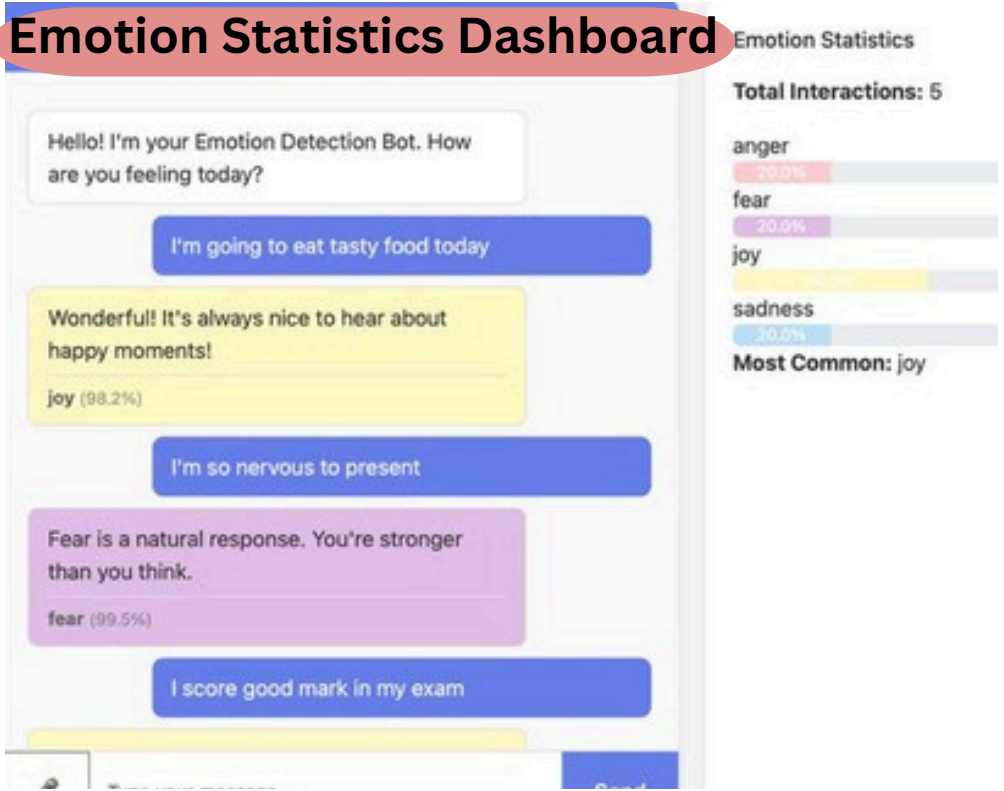 Emotion Statistics Dashboard
Hello! I'm your Emotion Detection Bot. How
are you feeling today?
I'm going to eat tasty food today
Wonderful! It's always nice to hear about
happy moments!
joy (98.2%)
I'm so nervous to present
Fear is a natural response. You're stronger
than you think.
fear (99.5%)
I score good mark in my exam
Emotion Statistics
Total Interactions: 5
anger
20.0%
fear
20.0%
joy
sadness
20.0%
Most Common: joy